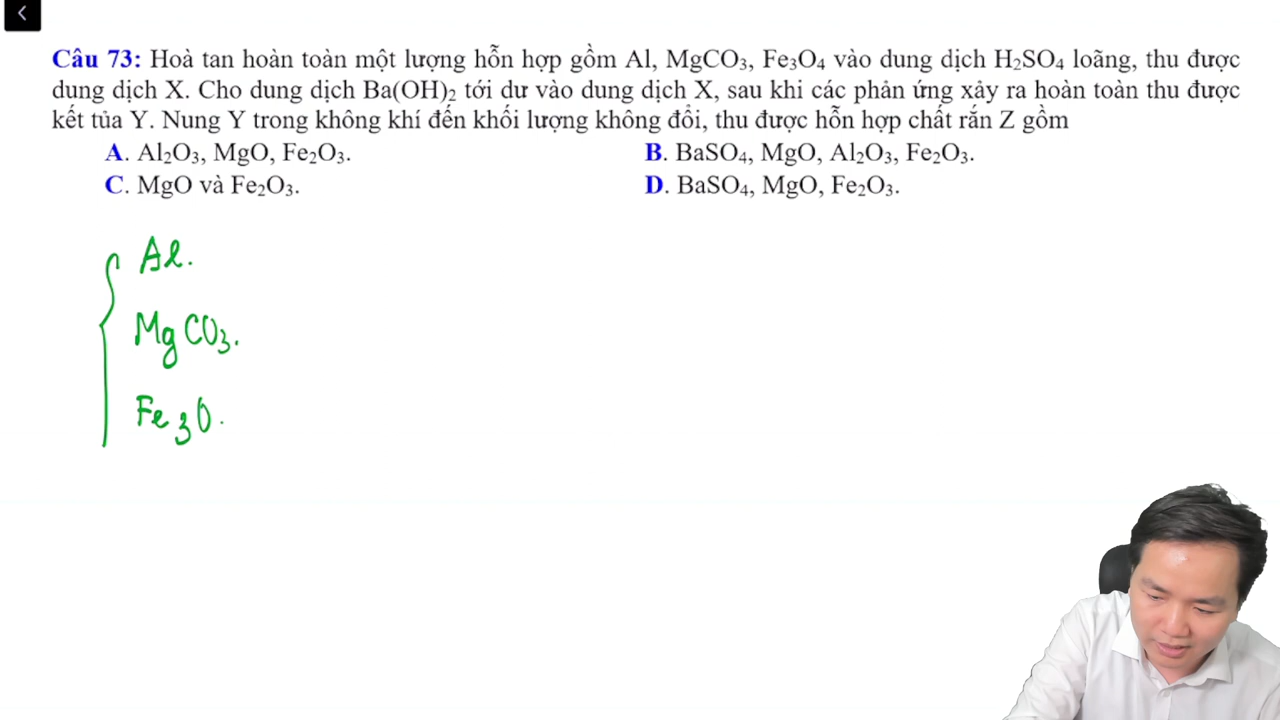 Câu 73: Hoà tan hoàn toàn một lượng hỗn hợp gồm Al, MgCO₃, Fe₃O₄ vào dung dịch H₂SO₄ loãng, thu được
dung dịch X. Cho dung dịch Ba(OH)₂ tới dư vào dung dịch X, sau khi các phản ứng xảy ra hoàn toàn thu được
kết tủa Y. Nung Y trong không khí đến khối lượng không đổi, thu được hỗn hợp chất rắn Z gồm
A. Al₂O₃, MgO, Fe₂O₃. B. BaSO₄, MgO, Al₂O₃, Fe₂O₃.
C. MgO và Fe₂O₃. D. BaSO₄, MgO, Fe₂O₃.
Al.
MgCO₃.
Fe₃O.